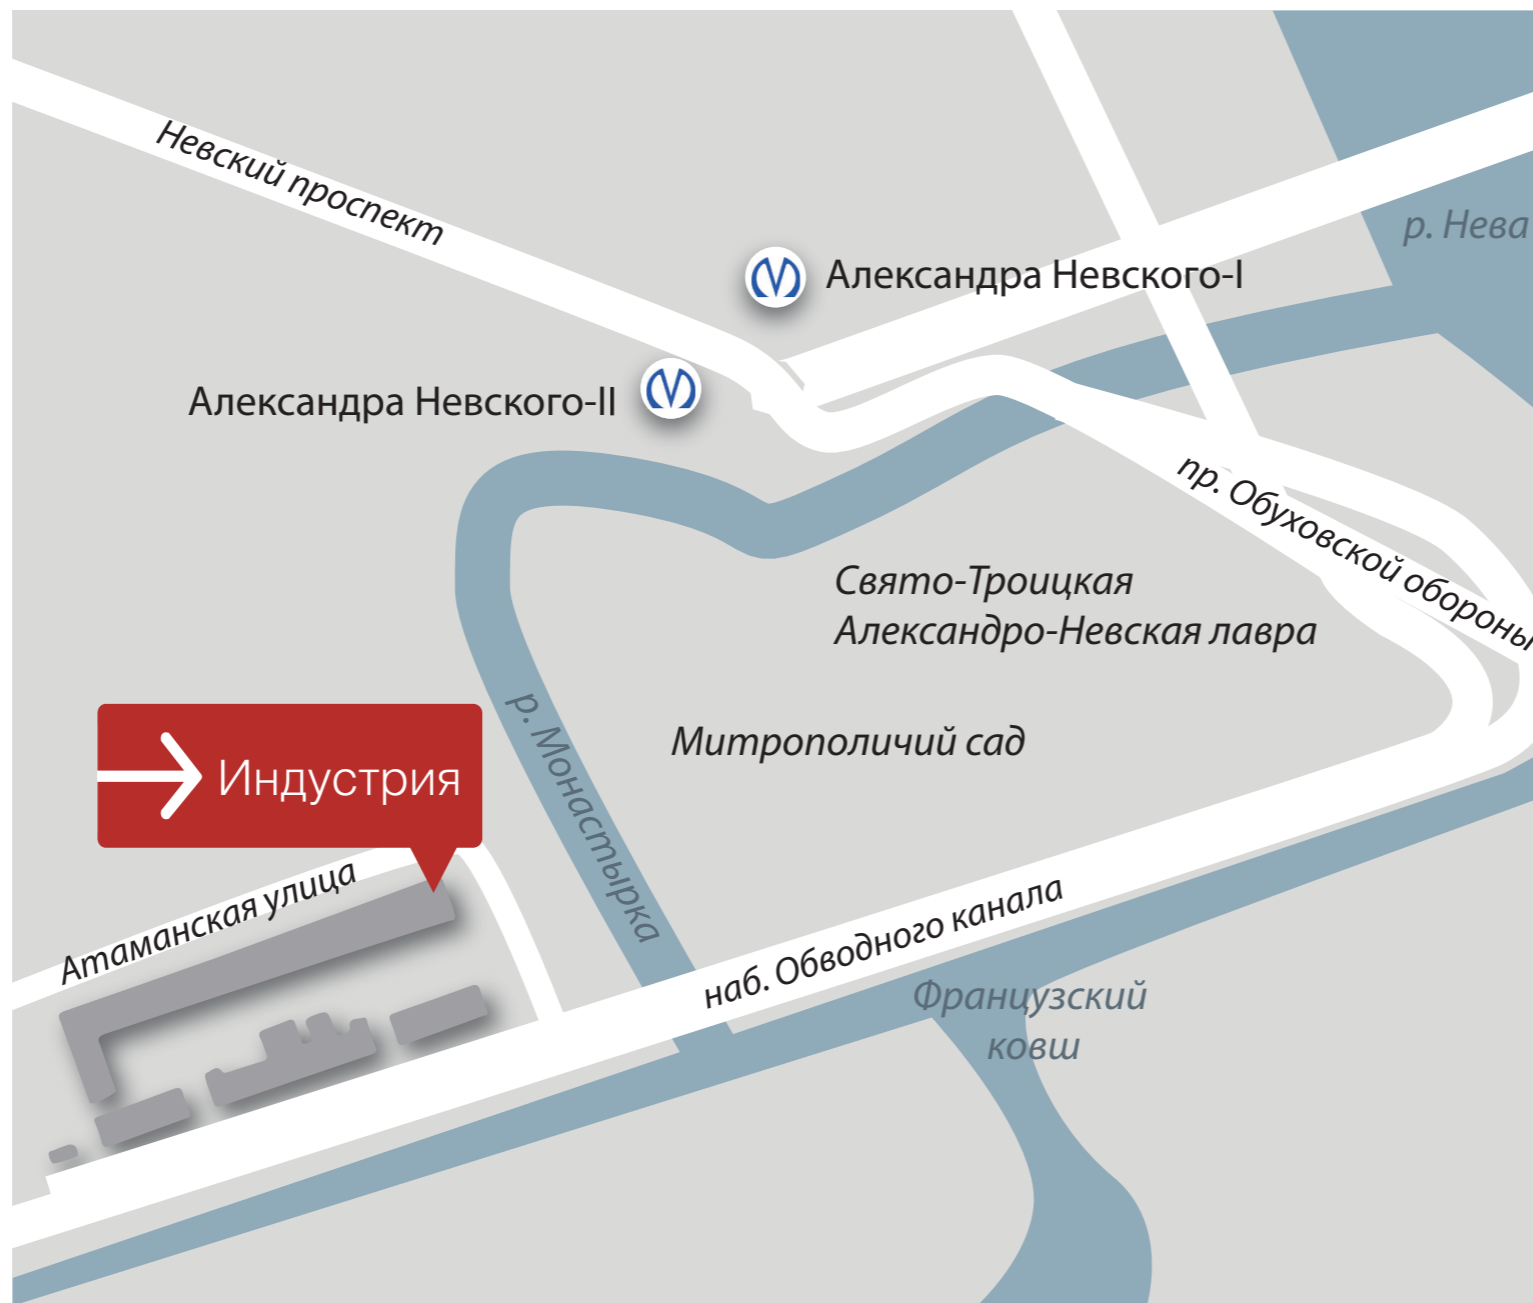 Невский проспект
р. Нева
Александра Невского-I
Александра Невского-II
пр. Обуховской обороны
Свято-Троицкая
Александро-Невская лавра
р. Монастырка
Митрополичий сад
Индустрия
Атаманская улица
наб. Обводного канала
Французский
ковш